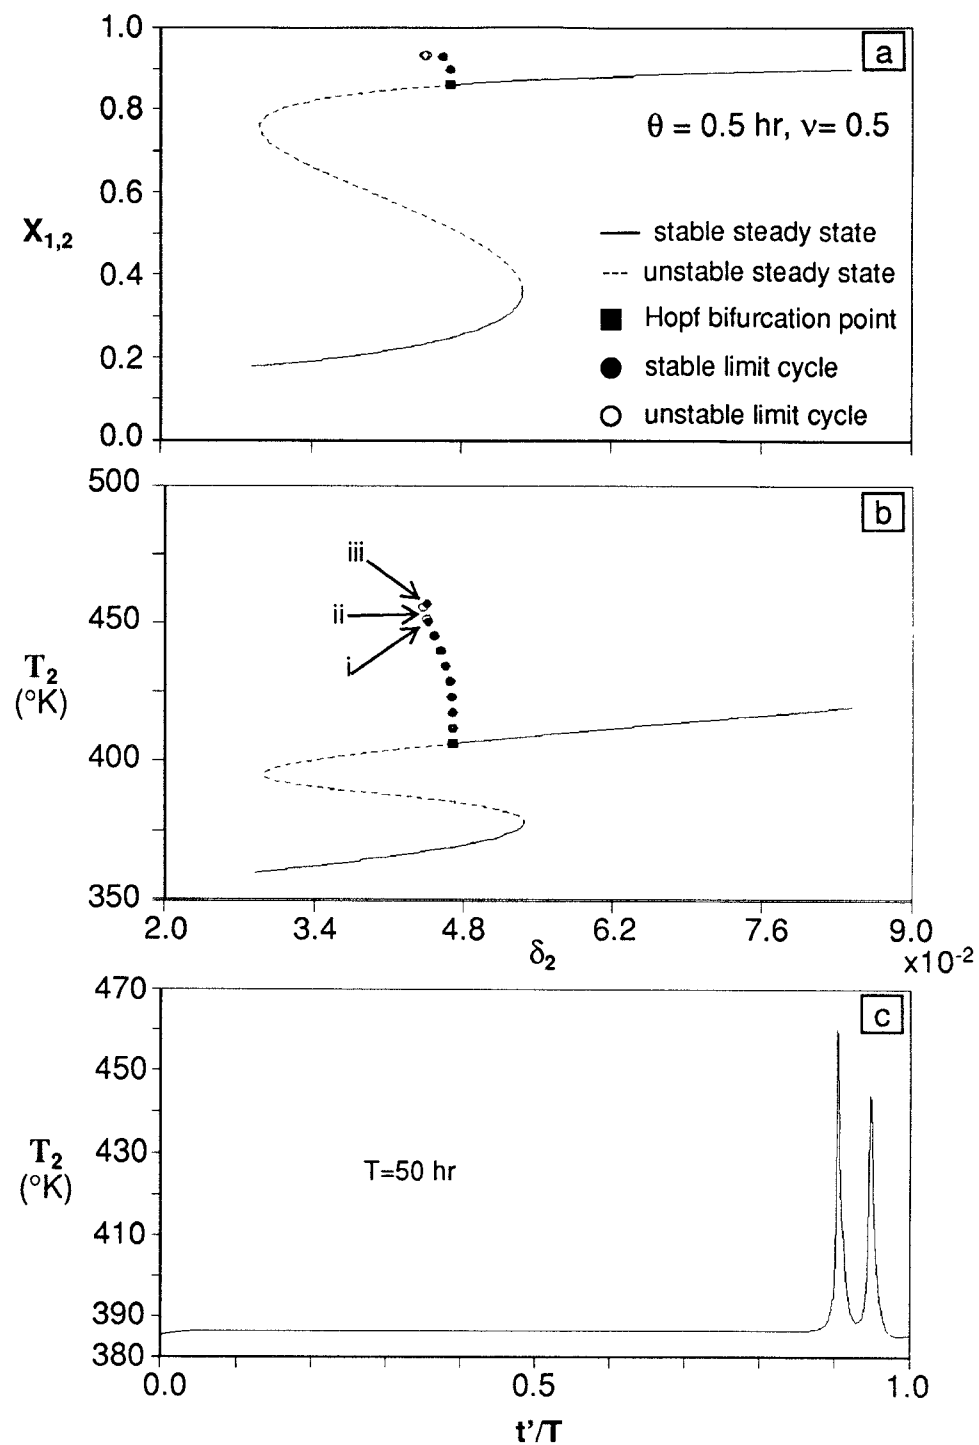 1.0
a
0.8
θ = 0.5 hr, ν= 0.5
0.6
X1,2
stable steady state
unstable steady state
0.4
Hopf bifurcation point
0.2
stable limit cycle
unstable limit cycle
0.0
500
b
iii
450
ii
i
T2
(°K)
400
350
2.0 3.4 4.8 6.2 7.6 9.0
δ2
x10-2
470
c
450
430
T2
(°K)
T=50 hr
410
390
380
0.0 0.5 1.0
t'/T